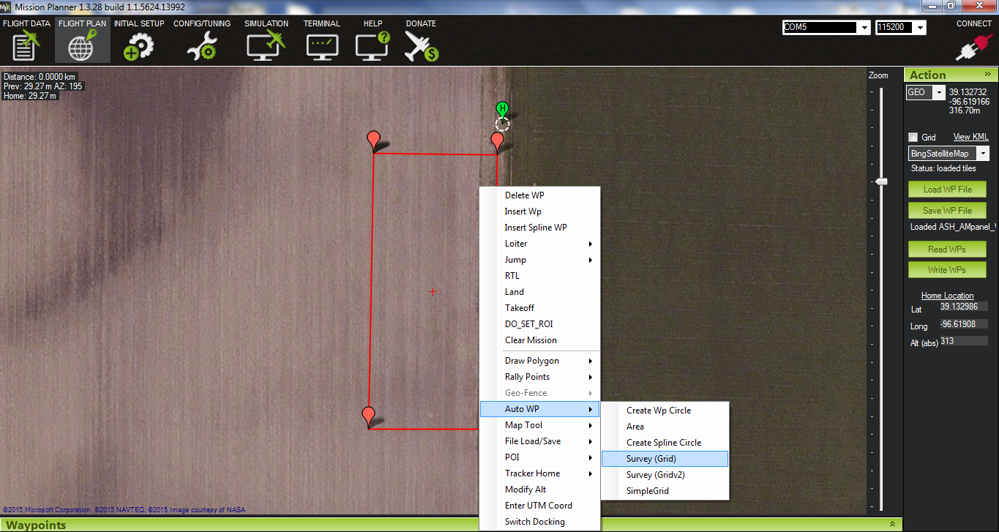 Mission Planner 1.3.28 build 1.1.5624.13992
FLIGHT DATA FLIGHT PLAN INITIAL SETUP CONFIG/TUNING SIMULATION TERMINAL HELP DONATE
COM5 115200 CONNECT
Distance: 0.0000 km
Prev: 29.27 m AZ: 195
Home: 29.27 m
H
Delete WP
Insert Wp
Insert Spline WP
Loiter
Jump
RTL
Land
Takeoff
DO_SET_ROI
Clear Mission
Draw Polygon
Rally Points
Geo-Fence
Auto WP
Map Tool
File Load/Save
POI
Tracker Home
Modify Alt
Enter UTM Coord
Switch Docking
Create Wp Circle
Area
Create Spline Circle
Survey (Grid)
Survey (Gridv2)
SimpleGrid
Zoom
Action »
GEO
39.132732
-96.619166
316.70m
Grid View KML
BingSatelliteMap
Status: loaded tiles
Load WP File
Save WP File
Loaded ASH_AMpanel_
Read WPs
Write WPs
Home Location
Lat 39.132986
Long -96.61908
Alt (abs) 313
©2015 Microsoft Corporation, ©2015 NAVTEQ, ©2015 Image courtesy of NASA
Waypoints